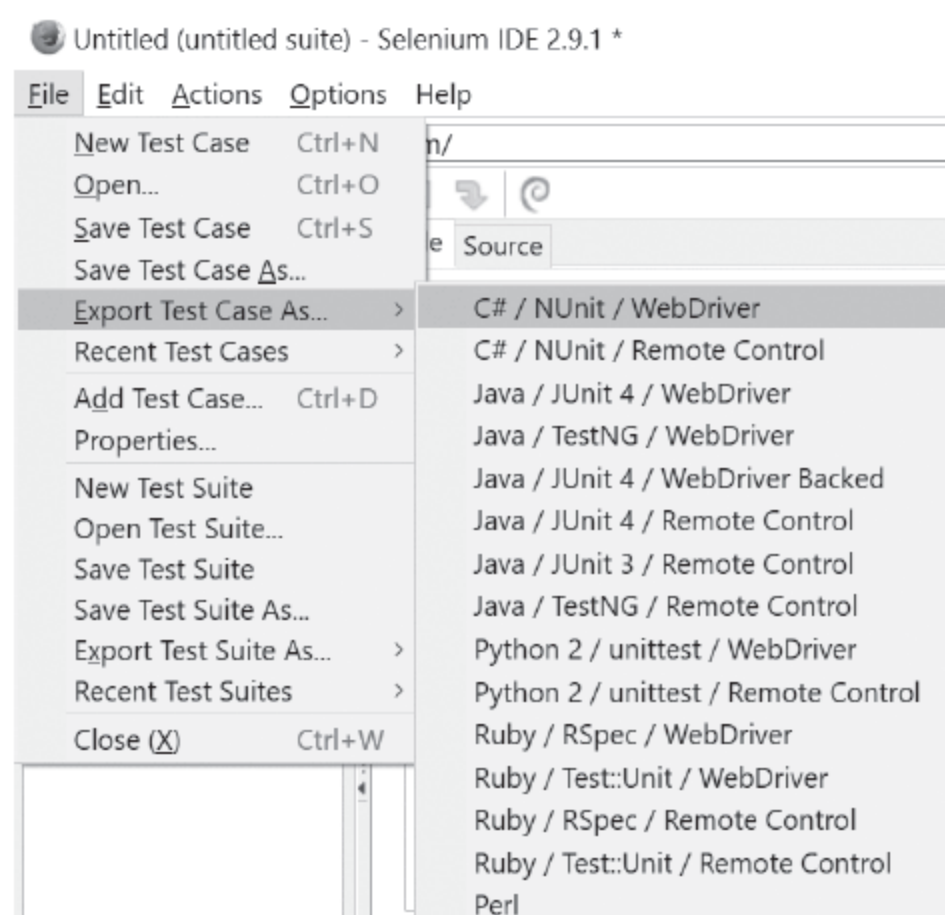 Untitled (untitled suite) - Selenium IDE 2.9.1 *
File Edit Actions Options Help
New Test Case Ctrl+N
Open... Ctrl+O
Save Test Case Ctrl+S
Save Test Case As...
Export Test Case As... >
Recent Test Cases >
Add Test Case... Ctrl+D
Properties...
New Test Suite
Open Test Suite...
Save Test Suite
Save Test Suite As...
Export Test Suite As... >
Recent Test Suites >
Close (X) Ctrl+W
m/
e Source
C# / NUnit / WebDriver
C# / NUnit / Remote Control
Java / JUnit 4 / WebDriver
Java / TestNG / WebDriver
Java / JUnit 4 / WebDriver Backed
Java / JUnit 4 / Remote Control
Java / JUnit 3 / Remote Control
Java / TestNG / Remote Control
Python 2 / unittest / WebDriver
Python 2 / unittest / Remote Control
Ruby / RSpec / WebDriver
Ruby / Test::Unit / WebDriver
Ruby / RSpec / Remote Control
Ruby / Test::Unit / Remote Control
Perl